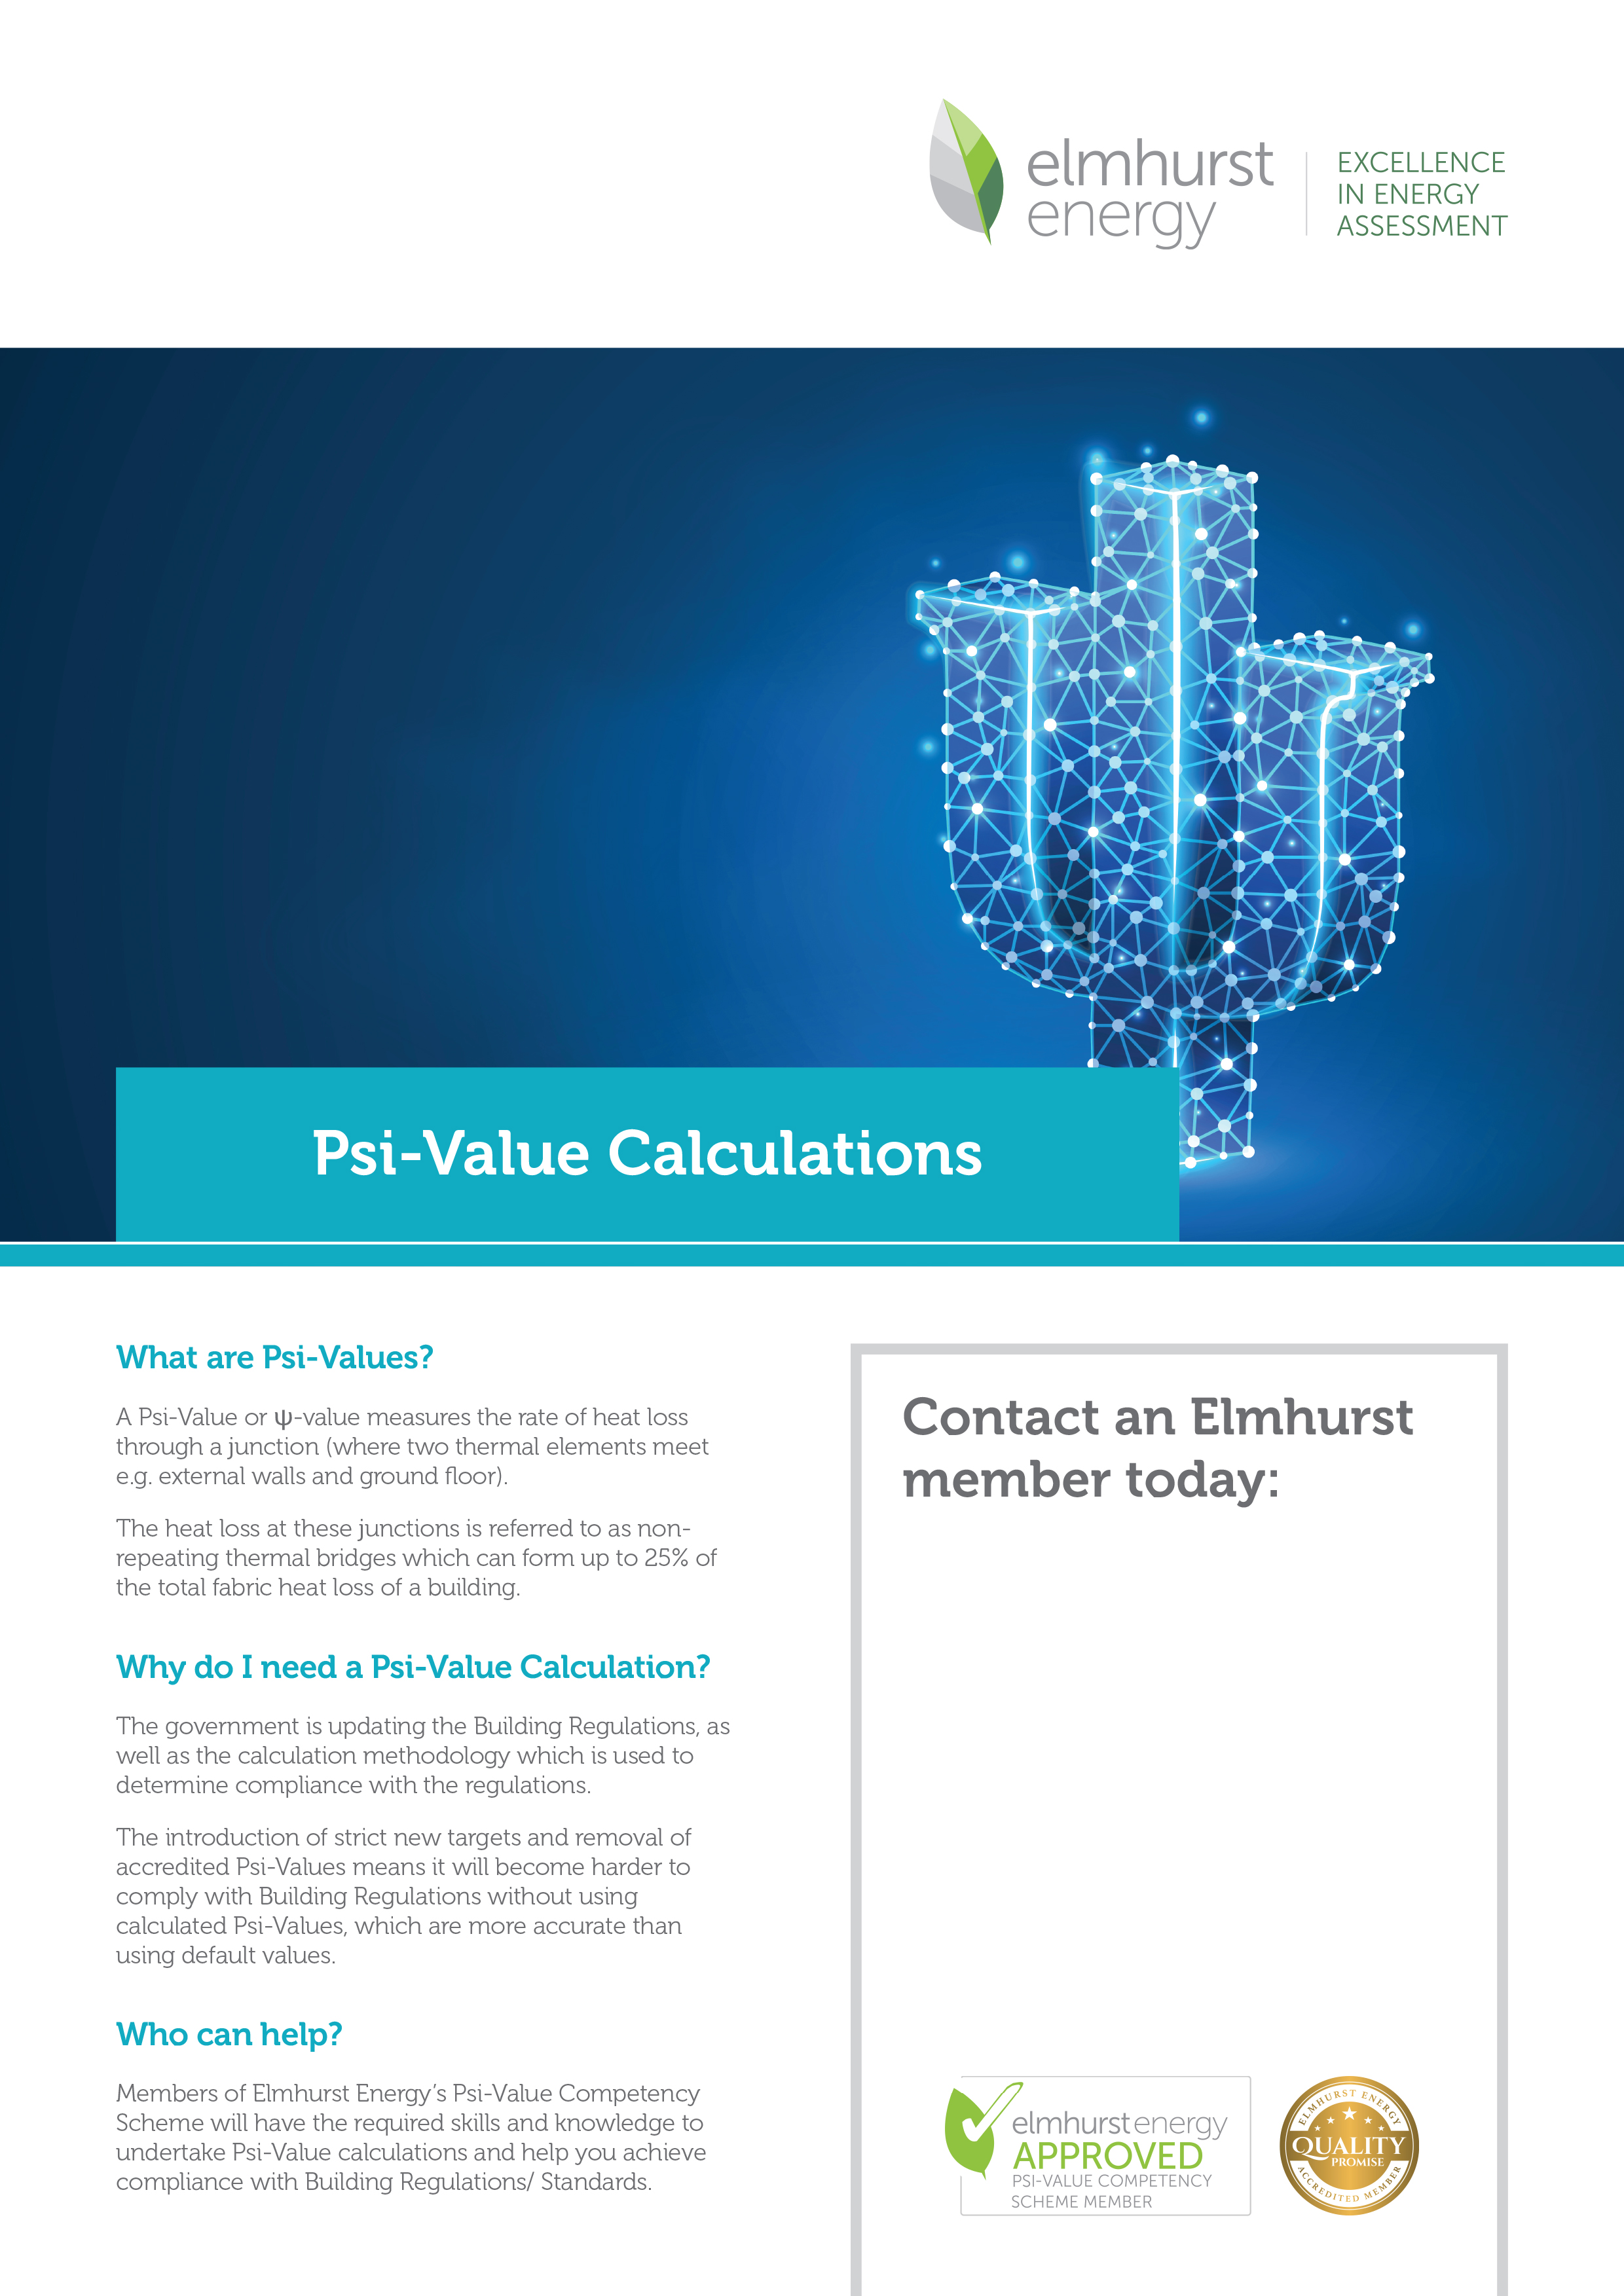 elmhurst
energy
EXCELLENCE
IN ENERGY
ASSESSMENT
Psi-Value Calculations
What are Psi-Values?
A Psi-Value or ψ-value measures the rate of heat loss
through a junction (where two thermal elements meet
e.g. external walls and ground floor).
The heat loss at these junctions is referred to as non-
repeating thermal bridges which can form up to 25% of
the total fabric heat loss of a building.
Why do I need a Psi-Value Calculation?
The government is updating the Building Regulations, as
well as the calculation methodology which is used to
determine compliance with the regulations.
The introduction of strict new targets and removal of
accredited Psi-Values means it will become harder to
comply with Building Regulations without using
calculated Psi-Values, which are more accurate than
using default values.
Who can help?
Members of Elmhurst Energy’s Psi-Value Competency
Scheme will have the required skills and knowledge to
undertake Psi-Value calculations and help you achieve
compliance with Building Regulations/ Standards.
Contact an Elmhurst
member today:
elmhurst energy
APPROVED
PSI-VALUE COMPETENCY
SCHEME MEMBER
ELMHURST ENERGY
QUALITY
PROMISE
ACCREDITED MEMBER